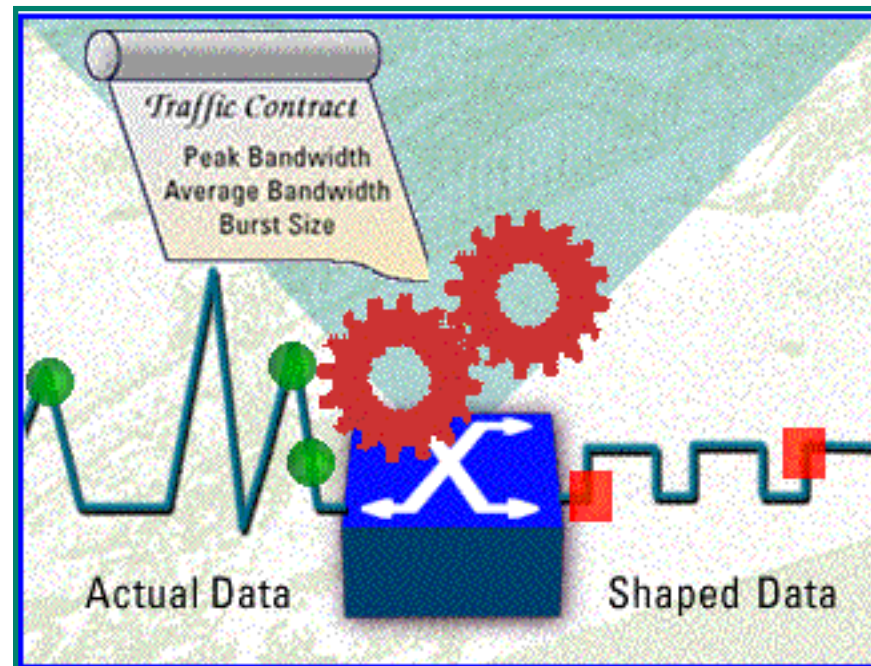 Traffic Contract
Peak Bandwidth
Average Bandwidth
Burst Size
Actual Data
Shaped Data